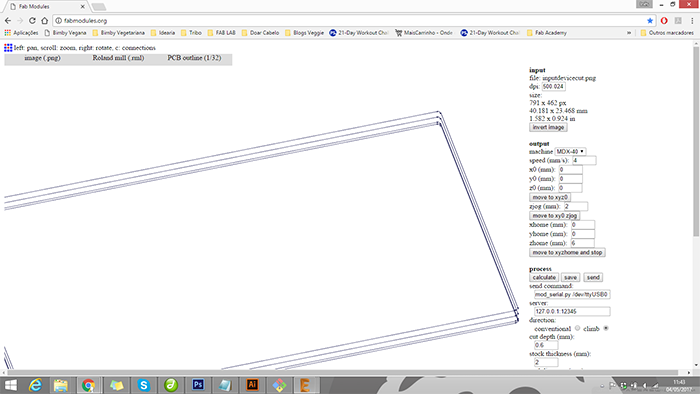 Fab Modules
fabmodules.org
Aplicações
Bimby Vegana
Bimby Vegetariana
Idearia
Tribo
FAB LAB
Doar Cabelo
Blogs Veggie
21-Day Workout Chal
MaisCarrinho - Onde
21-Day Workout Chal
Fab Academy
»
Outros marcadores
left: pan, scroll: zoom, right: rotate, c: connections
image (.png)
Roland mill (.rml)
PCB outline (1/32)
input
file: inputdevicecut.png
dpi: 500.024
size:
791 x 462 px
40.181 x 23.468 mm
1.582 x 0.924 in
invert image
output
machine MDX-40
speed (mm/s): 4
x0 (mm): 0
y0 (mm): 0
z0 (mm): 0
move to xyz0
zjog (mm): 2
move to xy0 zjog
xhome (mm): 0
yhome (mm): 0
zhome (mm): 6
move to xyzhome and stop
process
calculate save send
send command:
mod_serial.py /dev/ttyUSB0
server:
127.0.0.1:12345
direction:
conventional climb
cut depth (mm):
0.6
stock thickness (mm):
2
11:43
04/05/2017